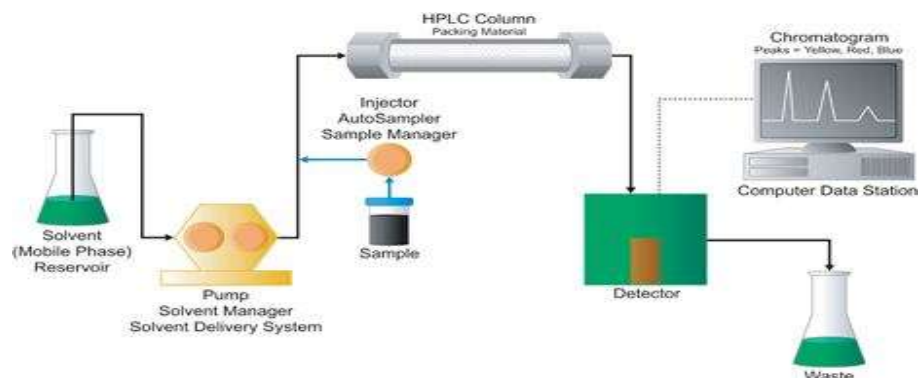 HPLC Column
Packing Material
Chromatogram
Peaks = Yellow, Red, Blue
Injector
AutoSampler
Sample Manager
Computer Data Station
Solvent
(Mobile Phase)
Reservoir
Sample
Pump
Solvent Manager
Solvent Delivery System
Detector
Waste